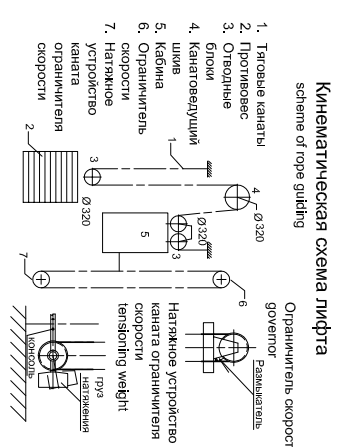 Кинематическая схема лифта
scheme of rope guiding
1. Тяговые канаты
2. Противовес
3. Отводные
блоки
4. Канатоведущий
шкив
5. Кабина
6. Ограничитель
скорости
7. Натяжное
устройство
каната
ограничителя
скорости
1
2
3
Ø 320
4
Ø 320
Ø 320
3
5
6
7
Ограничитель скорост
governor
Размыкатель
Натяжное устройство
каната ограничителя
скорости
tensioning weight
груз
натяжения
консоль